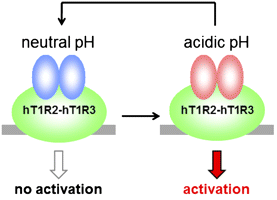 neutral pH
acidic pH
hT1R2-hT1R3
hT1R2-hT1R3
no activation
activation